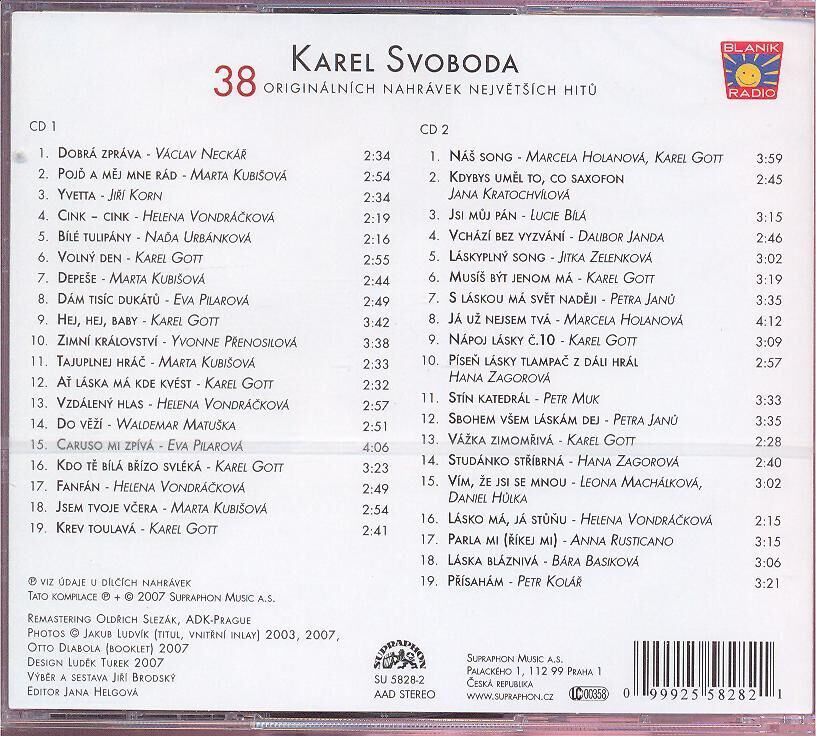 KAREL SVOBODA
38 ORIGINÁLNÍCH NAHRÁVEK NEJVĚTŠÍCH HITŮ
BLANÍK
RADIO
CD 1
1. DOBRÁ ZPRÁVA - VÁCLAV NECKÁŘ 2:34
2. POJĎ A MĚJ MNE RÁD - MARTA KUBIŠOVÁ 2:54
3. YVETTA - JIŘÍ KORN 2:34
4. CINK – CINK - HELENA VONDRÁČKOVÁ 2:19
5. BÍLÉ TULIPÁNY - NAĎA URBÁNKOVÁ 2:16
6. VOLNÝ DEN - KAREL GOTT 2:55
7. DEPEŠE - MARTA KUBIŠOVÁ 2:44
8. DÁM TISÍC DUKÁTŮ - EVA PILAROVÁ 2:49
9. HEJ, HEJ, BABY - KAREL GOTT 3:42
10. ZIMNÍ KRÁLOVSTVÍ - YVONNE PŘENOSILOVÁ 3:38
11. TAJUPLNEJ HRÁČ - MARTA KUBIŠOVÁ 2:33
12. AŤ LÁSKA MÁ KDE KVÉST - KAREL GOTT 2:32
13. VZDÁLENÝ HLAS - HELENA VONDRÁČKOVÁ 2:57
14. DO VĚŽÍ - WALDEMAR MATUŠKA 2:51
15. CARUSO MI ZPÍVÁ - EVA PILAROVÁ 4:06
16. KDO TĚ BÍLÁ BŘÍZO SVLÉKÁ - KAREL GOTT 3:23
17. FANFÁN - HELENA VONDRÁČKOVÁ 2:49
18. JSEM TVOJE VČERA - MARTA KUBIŠOVÁ 2:54
19. KREV TOULAVÁ - KAREL GOTT 2:41
CD 2
1. NÁŠ SONG - MARCELA HOLANOVÁ, KAREL GOTT 3:59
2. KDYBYS UMĚL TO, CO SAXOFON 2:45
JANA KRATOCHVÍLOVÁ
3. JSI MŮJ PÁN - LUCIE BÍLÁ 3:15
4. VCHÁZÍ BEZ VYZVÁNÍ - DALIBOR JANDA 2:46
5. LÁSKYPLNÝ SONG - JITKA ZELENKOVÁ 3:02
6. MUSÍŠ BÝT JENOM MÁ - KAREL GOTT 3:19
7. S LÁSKOU MÁ SVĚT NADĚJI - PETRA JANŮ 3:35
8. JÁ UŽ NEJSEM TVÁ - MARCELA HOLANOVÁ 4:12
9. NÁPOJ LÁSKY Č.10 - KAREL GOTT 3:09
10. PÍSEŇ LÁSKY TLAMPAČ Z DÁLI HRÁL 2:57
HANA ZAGOROVÁ
11. STÍN KATEDRÁL - PETR MUK 3:33
12. SBOHEM VŠEM LÁSKÁM DEJ - PETRA JANŮ 3:35
13. VÁŽKA ZIMOMŘIVÁ - KAREL GOTT 2:28
14. STUDÁNKO STŘÍBRNÁ - HANA ZAGOROVÁ 2:40
15. VÍM, ŽE JSI SE MNOU - LEONA MACHÁLKOVÁ, 3:02
DANIEL HŮLKA
16. LÁSKO MÁ, JÁ STŮŇU - HELENA VONDRÁČKOVÁ 2:15
17. PARLA MI (ŘÍKEJ MI) - ANNA RUSTICANO 3:15
18. LÁSKA BLÁZNIVÁ - BÁRA BASIKOVÁ 3:06
19. PŘÍSAHÁM - PETR KOLÁŘ 3:21
℗ VIZ ÚDAJE U DÍLČÍCH NAHRÁVEK
TATO KOMPILACE ℗ + © 2007 SUPRAPHON MUSIC A.S.
REMASTERING OLDŘICH SLEZÁK, ADK-PRAGUE
PHOTOS © JAKUB LUDVÍK (TITUL, VNITŘNÍ INLAY) 2003, 2007,
OTTO DLABOLA (BOOKLET) 2007
DESIGN LUDĚK TUREK 2007
VÝBĚR A SESTAVA JIŘÍ BRODSKÝ
EDITOR JANA HELGOVÁ
SUPRAPHON
SU 5828-2
AAD STEREO
SUPRAPHON MUSIC A.S.
PALACKÉHO 1, 112 99 PRAHA 1
ČESKÁ REPUBLIKA
WWW.SUPRAPHON.CZ
LC 00358
0 99925 58282 1